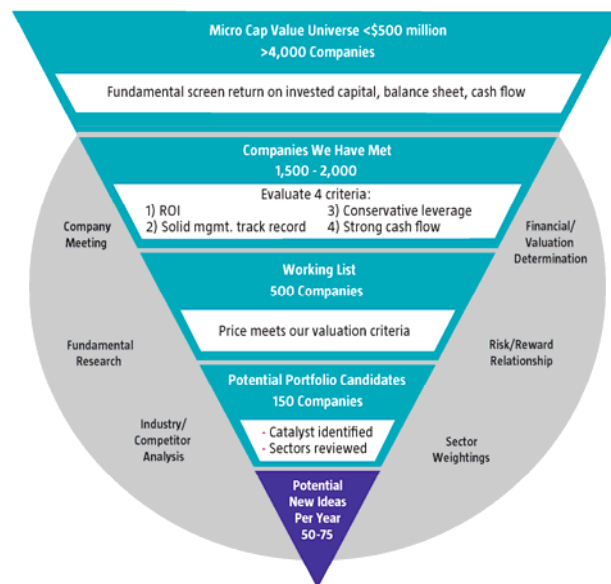 Micro Cap Value Universe <$500 million
>4,000 Companies
Fundamental screen return on invested capital, balance sheet, cash flow
Companies We Have Met
1,500 - 2,000
Evaluate 4 criteria:
1) ROI
3) Conservative leverage
2) Solid mgmt. track record
4) Strong cash flow
Company
Meeting
Financial/
Valuation
Determination
Working List
500 Companies
Price meets our valuation criteria
Fundamental
Research
Risk/Reward
Relationship
Potential Portfolio Candidates
150 Companies
- Catalyst identified
- Sectors reviewed
Industry/
Competitor
Analysis
Sector
Weightings
Potential
New Ideas
Per Year
50-75